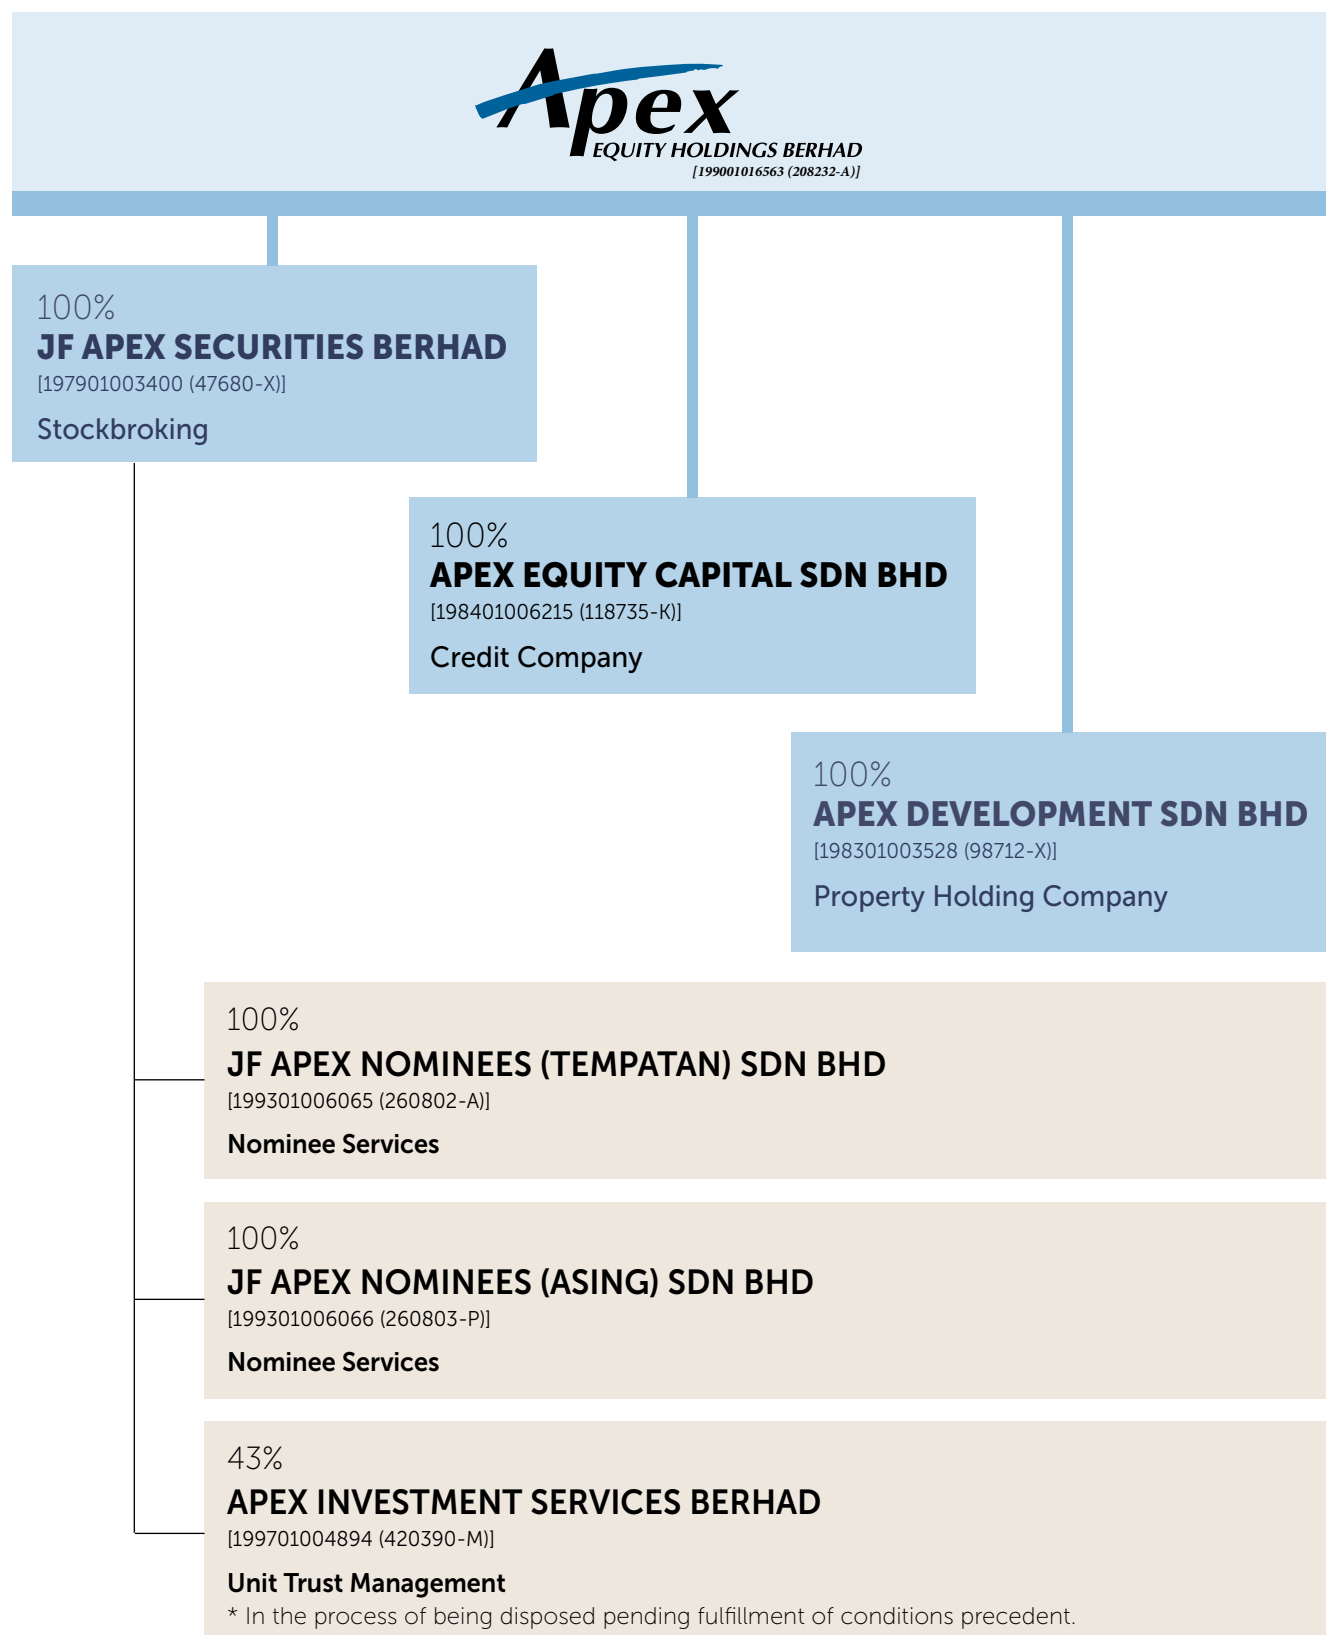 Apex
EQUITY HOLDINGS BERHAD
[199001016563 (208232-A)]
100%
JF APEX SECURITIES BERHAD
[197901003400 (47680-X)]
Stockbroking
100%
APEX EQUITY CAPITAL SDN BHD
[198401006215 (118735-K)]
Credit Company
100%
APEX DEVELOPMENT SDN BHD
[198301003528 (98712-X)]
Property Holding Company
100%
JF APEX NOMINEES (TEMPATAN) SDN BHD
[199301006065 (260802-A)]
Nominee Services
100%
JF APEX NOMINEES (ASING) SDN BHD
[199301006066 (260803-P)]
Nominee Services
43%
APEX INVESTMENT SERVICES BERHAD
[199701004894 (420390-M)]
Unit Trust Management
* In the process of being disposed pending fulfillment of conditions precedent.